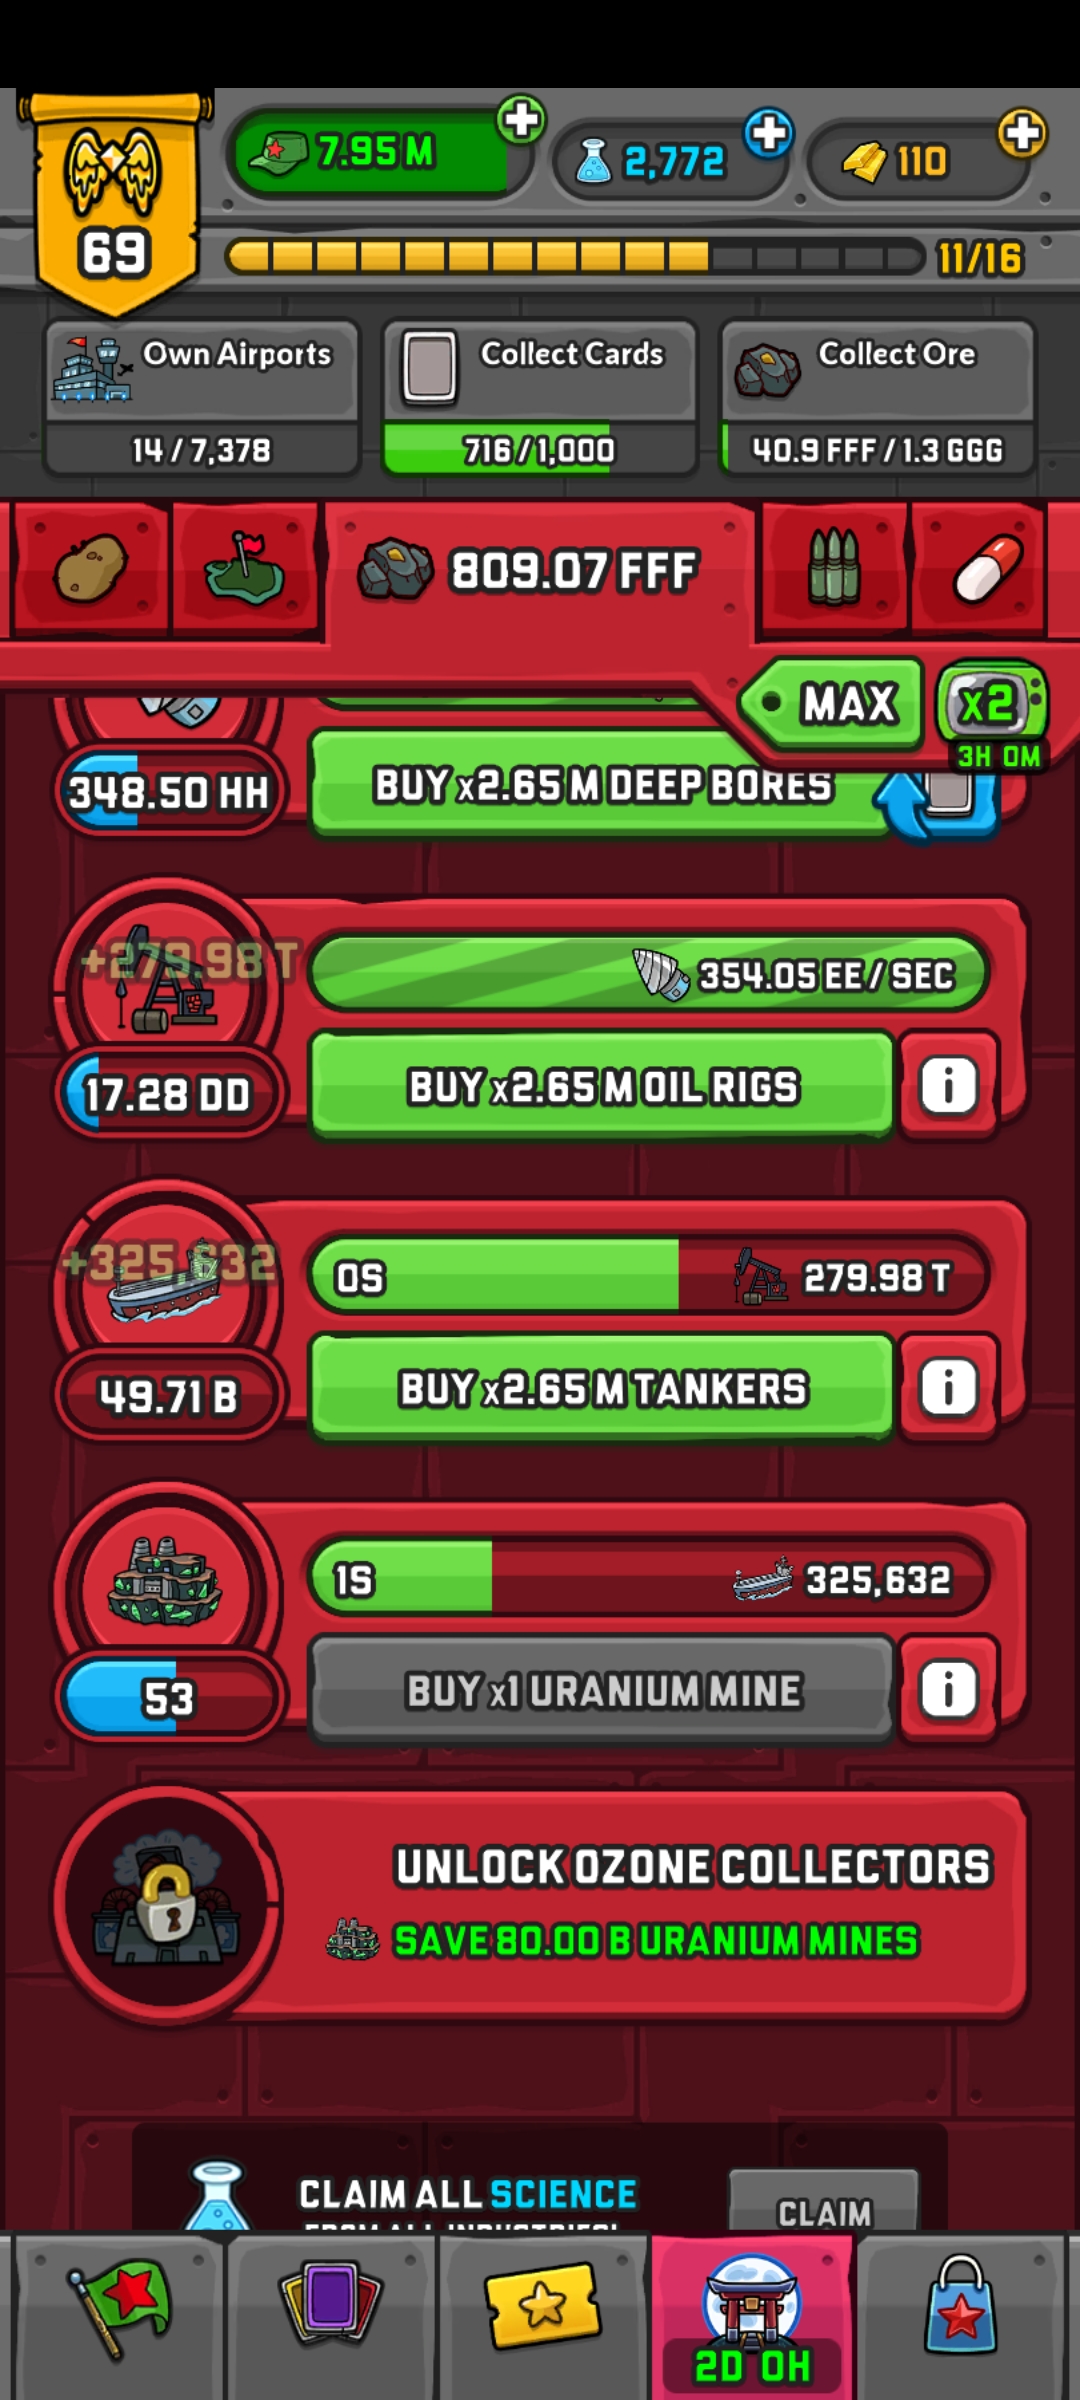 7.95 M
2,772
110
69
11/16
Own Airports
Collect Cards
Collect Ore
14 / 7,378
716 / 1,000
40.9 FFF / 1.3 GGG
809.07 FFF
MAX
x2
3H 0M
348.50 HH
BUY x2.65 M DEEP BORES
+279.98 T
354.05 EE / SEC
17.28 DD
BUY x2.65 M OIL RIGS
i
+325,632
0S
279.98 T
49.71 B
BUY x2.65 M TANKERS
i
1S
325,632
53
BUY x1 URANIUM MINE
i
UNLOCK OZONE COLLECTORS
SAVE 80.00 B URANIUM MINES
CLAIM ALL SCIENCE
FROM ALL INDUSTRIES!
CLAIM
2D 0H